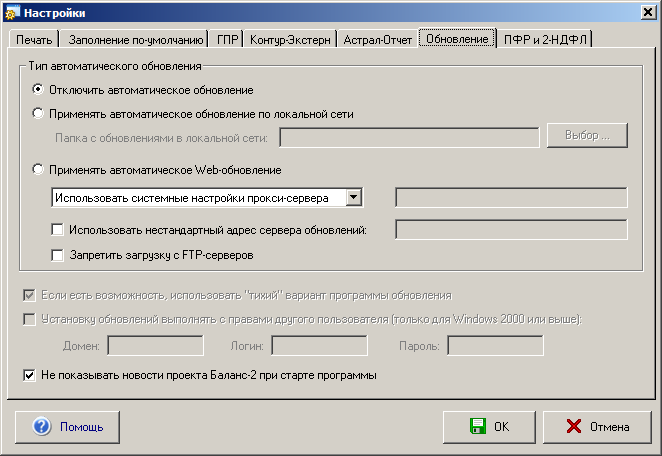 Настройки
Печать Заполнение по-умолчанию ГПР Контур-Экстерн Астрал-Отчет Обновление ПФР и 2-НДФЛ
Тип автоматического обновления
Отключить автоматическое обновление
Применять автоматическое обновление по локальной сети
Папка с обновлениями в локальной сети: Выбор ...
Применять автоматическое Web-обновление
Использовать системные настройки прокси-сервера
Использовать нестандартный адрес сервера обновлений:
Запретить загрузку с FTP-серверов
Если есть возможность, использовать "тихий" вариант программы обновления
Установку обновлений выполнять с правами другого пользователя (только для Windows 2000 или выше):
Домен: Логин: Пароль:
Не показывать новости проекта Баланс-2 при старте программы
Помощь OK Отмена